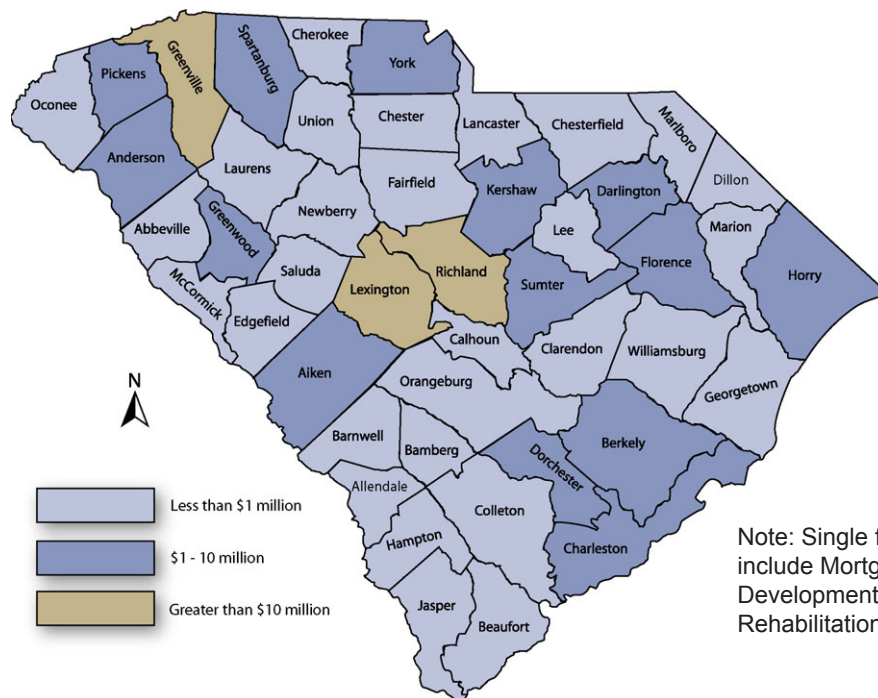 Cherokee
Greenville
Spartanburg
York
Pickens
Oconee
Union
Chester
Lancaster
Chesterfield
Marlboro
Anderson
Laurens
Fairfield
Kershaw
Darlington
Dillon
Newberry
Abbeville
Greenwood
Lee
Marion
Saluda
Richland
Florence
Horry
McCormick
Lexington
Sumter
Edgefield
Calhoun
Clarendon
Williamsburg
Aiken
Orangeburg
Georgetown
N
Barnwell
Bamberg
Berkely
Dorchester
Allendale
Colleton
Hampton
Charleston
Jasper
Beaufort
Less than $1 million
$1 - 10 million
Greater than $10 million
Note: Single
include
Development
Rehabilitation